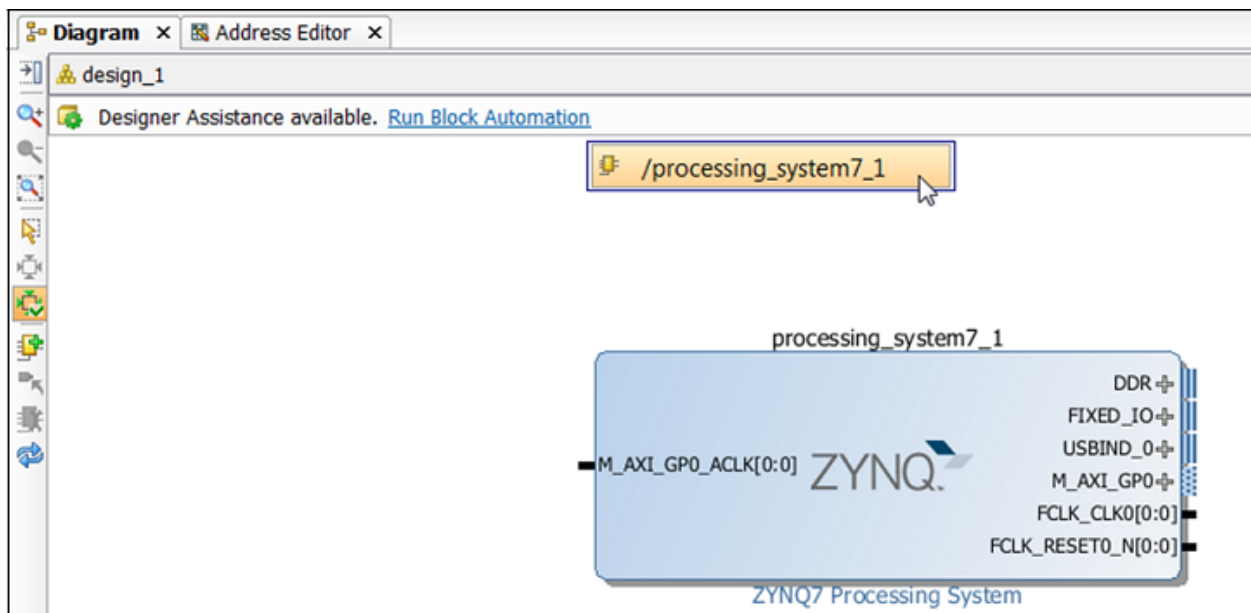 Diagram × Address Editor ×
design_1
Designer Assistance available. Run Block Automation
/processing_system7_1
processing_system7_1
DDR
FIXED_IO
USBIND_0
M_AXI_GP0_ACLK[0:0] ZYNQ.
M_AXI_GP0
FCLK_CLK0[0:0]
FCLK_RESET0_N[0:0]
ZYNQ7 Processing System